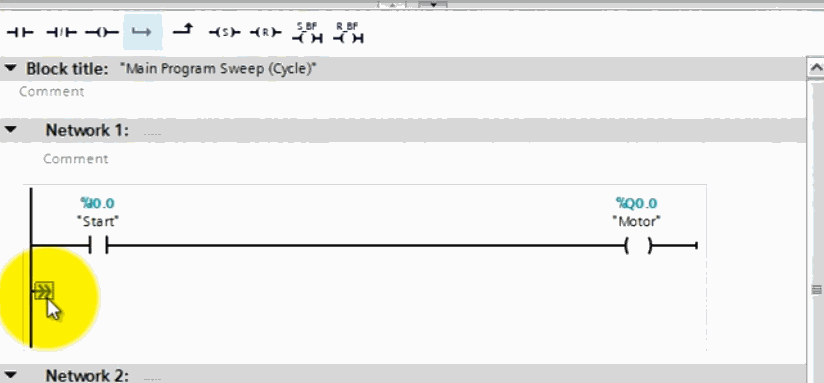 S_BF R_BF
Block title: "Main Program Sweep (Cycle)"
Comment
Network 1: .....
Comment
%I0.0 %Q0.0
"Start" "Motor"
Network 2: .....